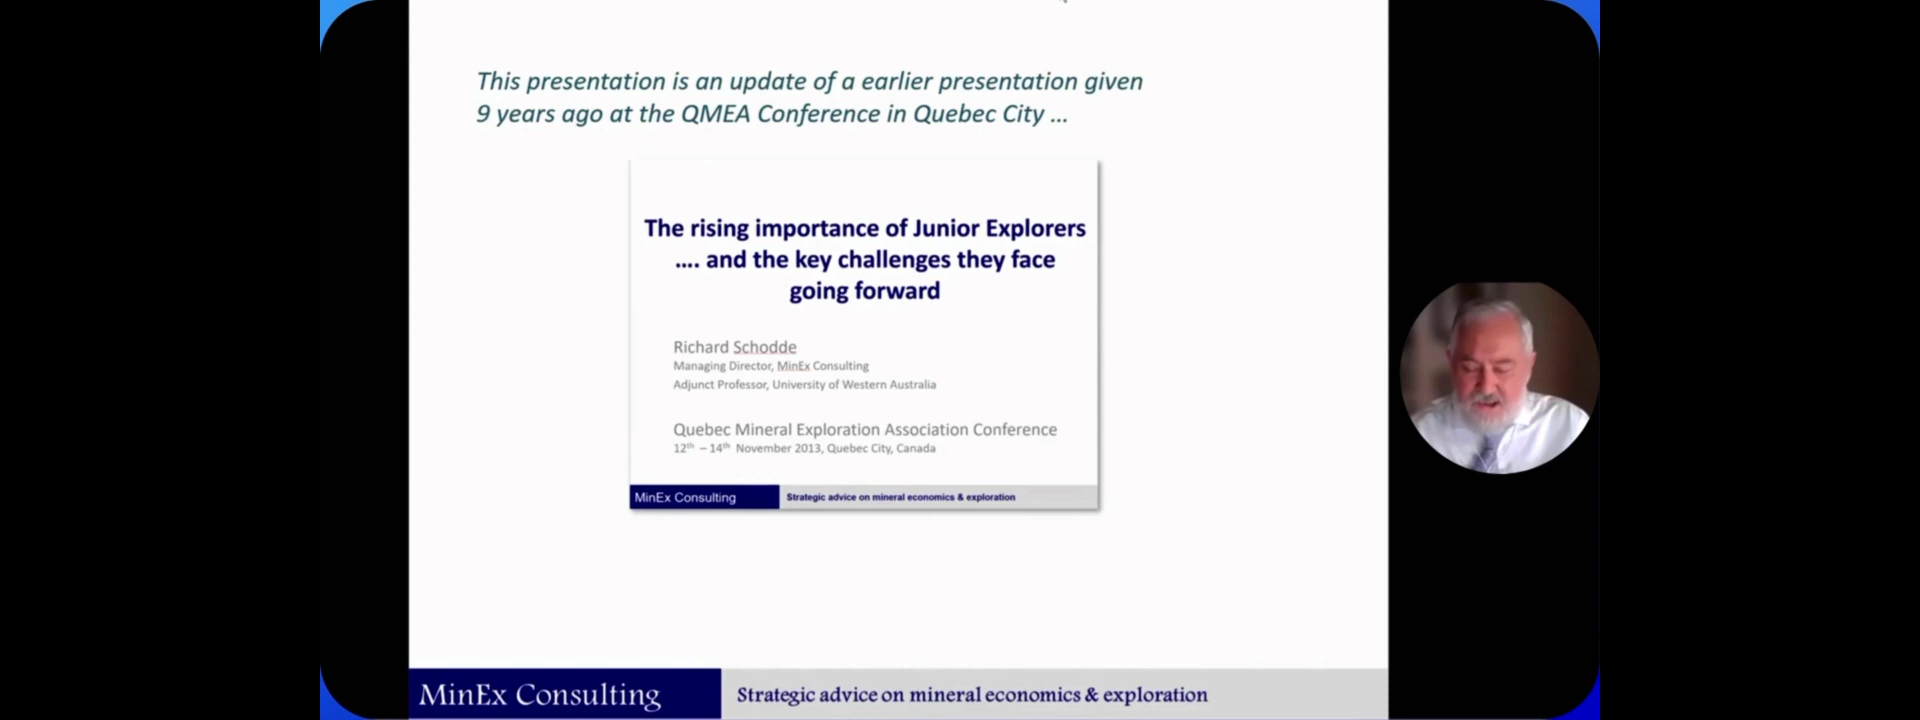 This presentation is an update of a earlier presentation given
9 years ago at the QMEA Conference in Quebec City ...
The rising importance of Junior Explorers
.... and the key challenges they face
going forward
Richard Schodde
Managing Director, MinEx Consulting
Adjunct Professor, University of Western Australia
Quebec Mineral Exploration Association Conference
12th – 14th November 2013, Quebec City, Canada
MinEx Consulting
Strategic advice on mineral economics & exploration
MinEx Consulting
Strategic advice on mineral economics & exploration